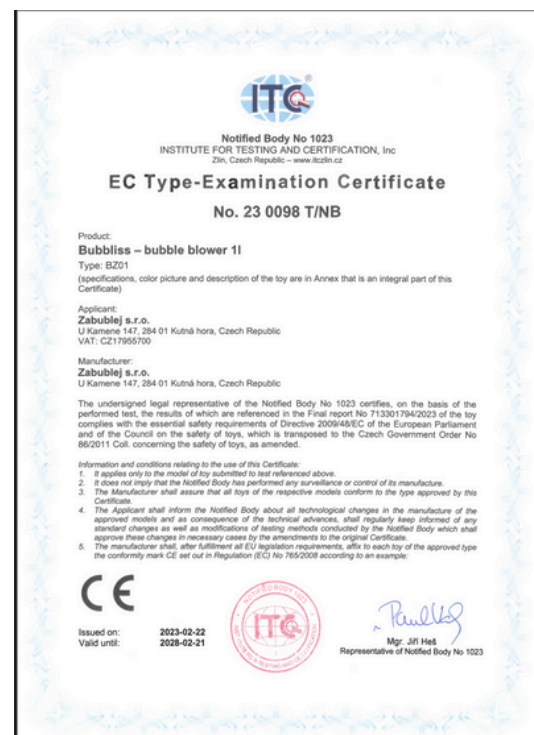 ITC®
Notified Body No 1023
INSTITUTE FOR TESTING AND CERTIFICATION, Inc
Zlin, Czech Republic – www.itczlin.cz
EC Type-Examination Certificate
No. 23 0098 T/NB
Product:
Bubbliss – bubble blower 1l
Type: BZ01
(specifications, color picture and description of the toy are in Annex that is an integral part of this
Certificate)
Applicant:
Zabublej s.r.o.
U Kamene 147, 284 01 Kutná hora, Czech Republic
VAT: CZ17955700
Manufacturer:
Zabublej s.r.o.
U Kamene 147, 284 01 Kutná hora, Czech Republic
The undersigned legal representative of the Notified Body No 1023 certifies, on the basis of the
performed test, the results of which are referenced in the Final report No 713301794/2023 of the toy
complies with the essential safety requirements of Directive 2009/48/EC of the European Parliament
and of the Council on the safety of toys, which is transposed to the Czech Government Order No
86/2011 Coll. concerning the safety of toys, as amended.
Information and conditions relating to the use of this Certificate:
1. It applies only to the model of toy submitted to test referenced above.
2. It does not imply that the Notified Body has performed any surveillance or control of its manufacture.
3. The Manufacturer shall assure that all toys of the respective models conform to the type approved by this
Certificate.
4. The Applicant shall inform the Notified Body about all technological changes in the manufacture of the
approved models and as consequence of the technical advances, shall regularly keep informed of any
standard changes as well as modifications of testing methods conducted by the Notified Body which shall
approve these changes in necessary cases by the amendments to the original Certificate.
5. The manufacturer shall, after fulfillment all EU legislation requirements, affix to each toy of the approved type
the conformity mark CE set out in Regulation (EC) No 765/2008 according to an example:
CE
NOTIFIED BODY 1023
ITC
Issued on: 2023-02-22
Valid until: 2028-02-21
Mgr. Jiří Heš
Representative of Notified Body No 1023